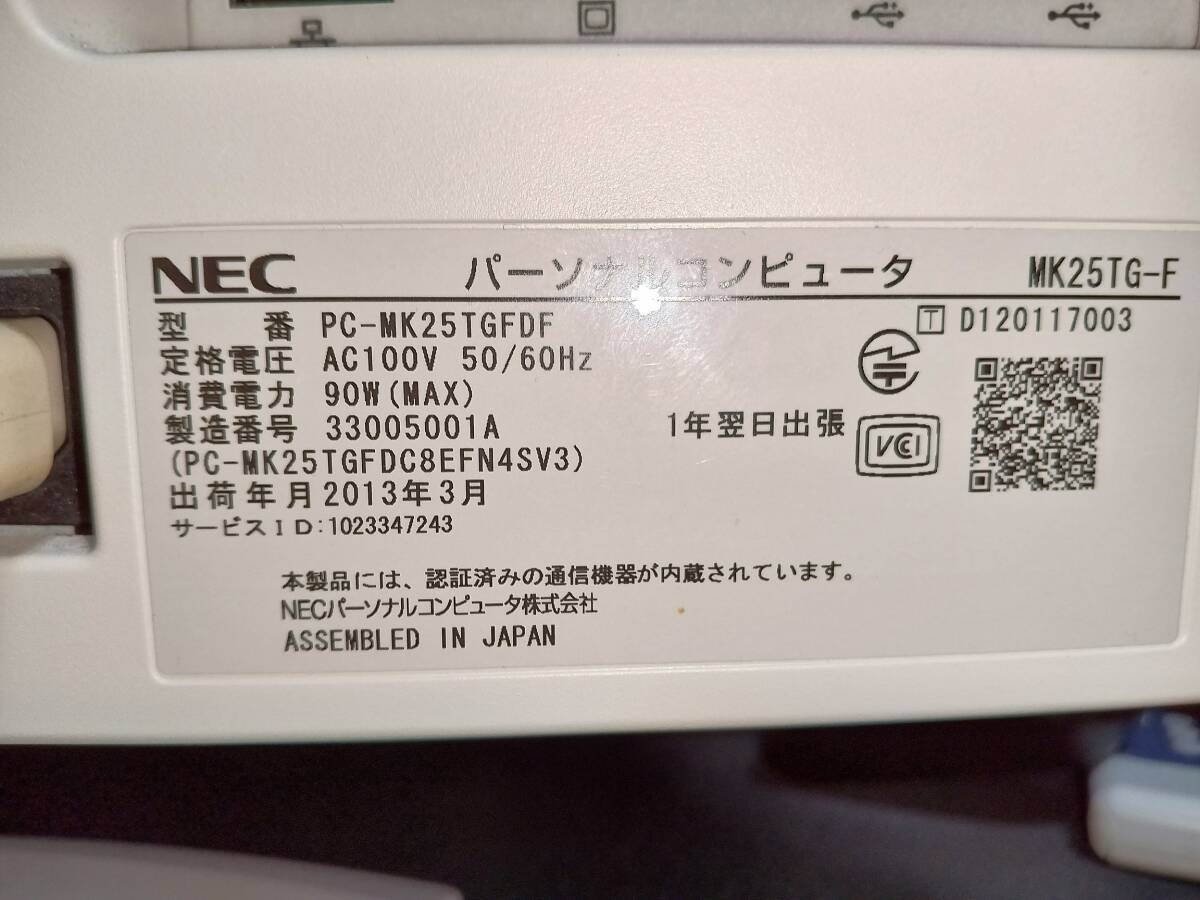 NEC パーソナルコンピュータ MK25TG-F
型 番 PC-MK25TGFDF
T D120117003
定格電圧 AC100V 50/60Hz
消費電力 90W(MAX)
製造番号 33005001A
1年翌日出張
VCI
(PC-MK25TGFDC8EFN4SV3)
出荷年月 2013年3月
サービスID:1023347243
本製品には、認証済みの通信機器が内蔵されています。
NECパーソナルコンピュータ株式会社
ASSEMBLED IN JAPAN